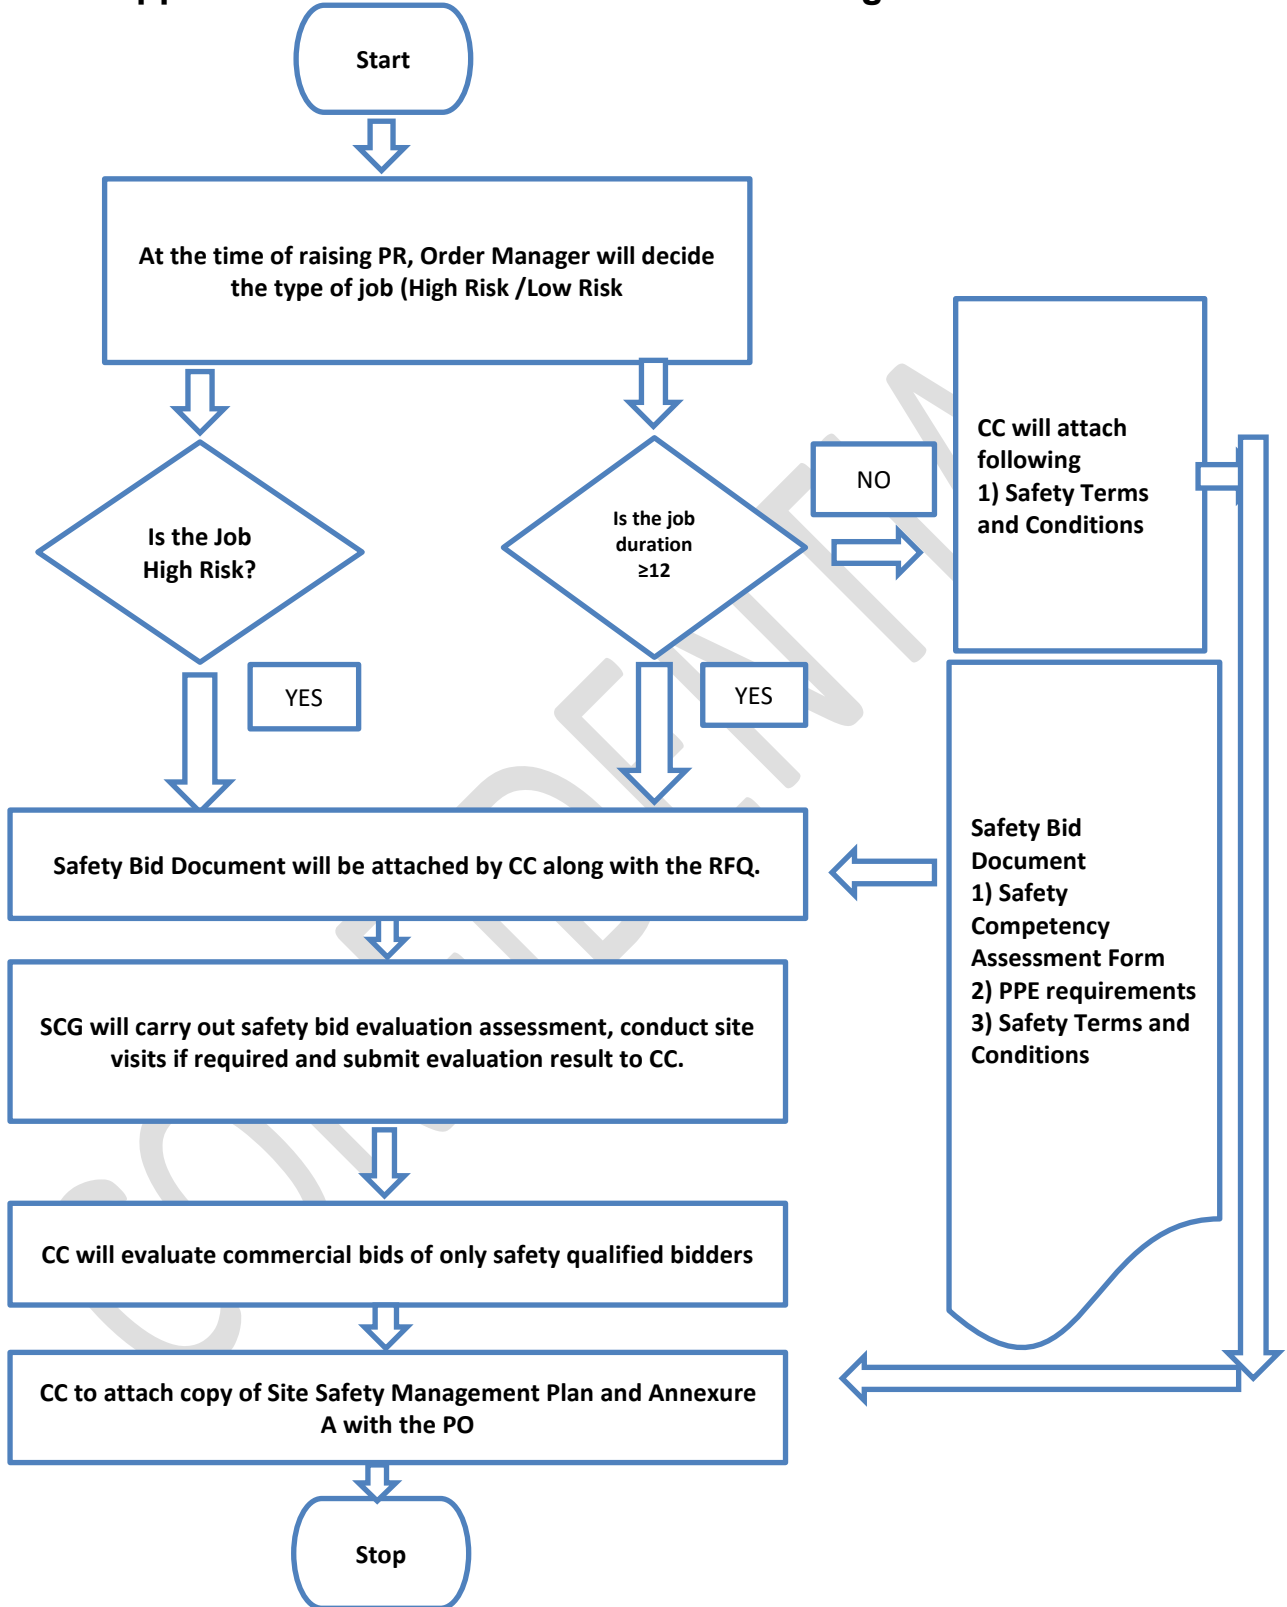 Start
At the time of raising PR, Order Manager will decide
the type of job (High Risk /Low Risk
Is the Job
High Risk?
Is the job
duration
≥12
NO
CC will attach
following
1) Safety Terms
and Conditions
YES
YES
Safety Bid Document will be attached by CC along with the RFQ.
Safety Bid
Document
1) Safety
Competency
Assessment Form
2) PPE requirements
3) Safety Terms and
Conditions
SCG will carry out safety bid evaluation assessment, conduct site
visits if required and submit evaluation result to CC.
CC will evaluate commercial bids of only safety qualified bidders
CC to attach copy of Site Safety Management Plan and Annexure
A with the PO
Stop